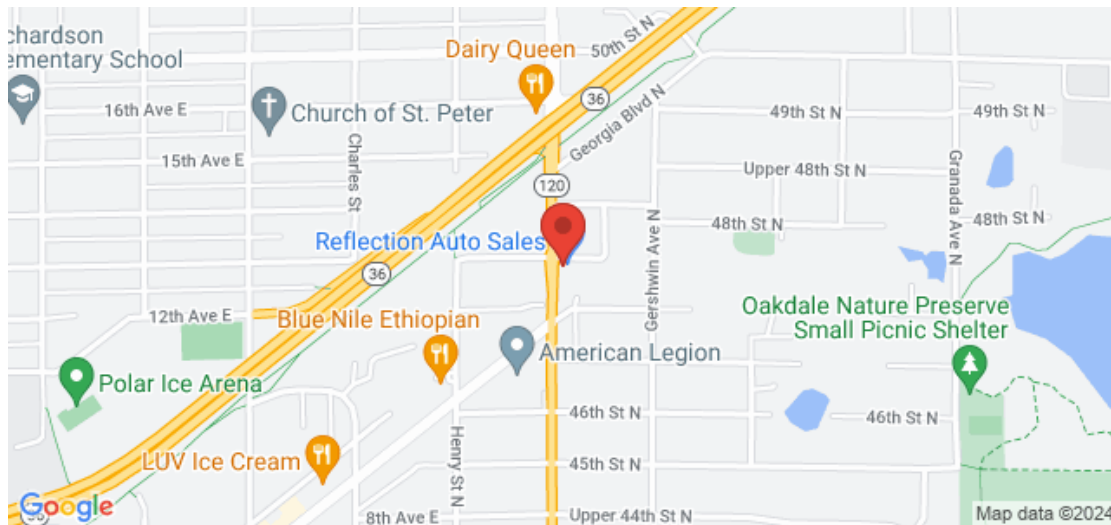 chardson
ementary School
50th St N
Dairy Queen
16th Ave E
Church of St. Peter
36
49th St N
49th St N
Georgia Blvd N
Charles St
15th Ave E
120
Upper 48th St N
Granada Ave N
48th St N
48th St N
Reflection Auto Sales
36
Gershwin Ave N
12th Ave E
Blue Nile Ethiopian
Oakdale Nature Preserve
Small Picnic Shelter
American Legion
Polar Ice Arena
46th St N
46th St N
LUV Ice Cream
Henry St N
45th St N
Google
36
8th Ave E
Upper 44th St N
Map data ©2024